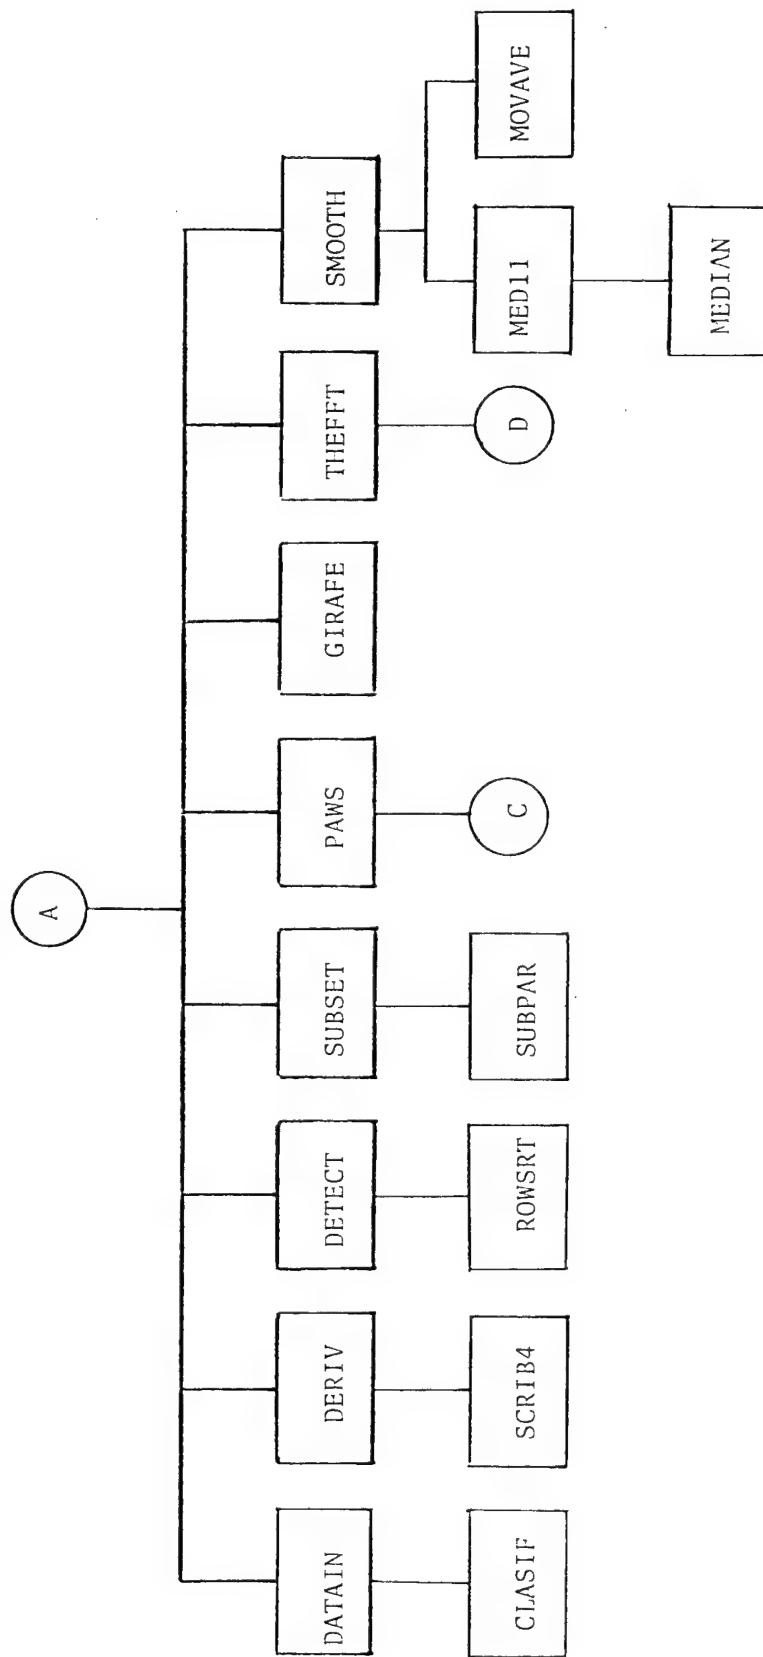 A
DATAIN
DERIV
DETECT
SUBSET
PAWS
GIRAFE
THEFFT
SMOOTH
CLASIF
SCRIB4
ROWSRT
SUBPAR
C
D
MED11
MOVAVE
MEDIAN